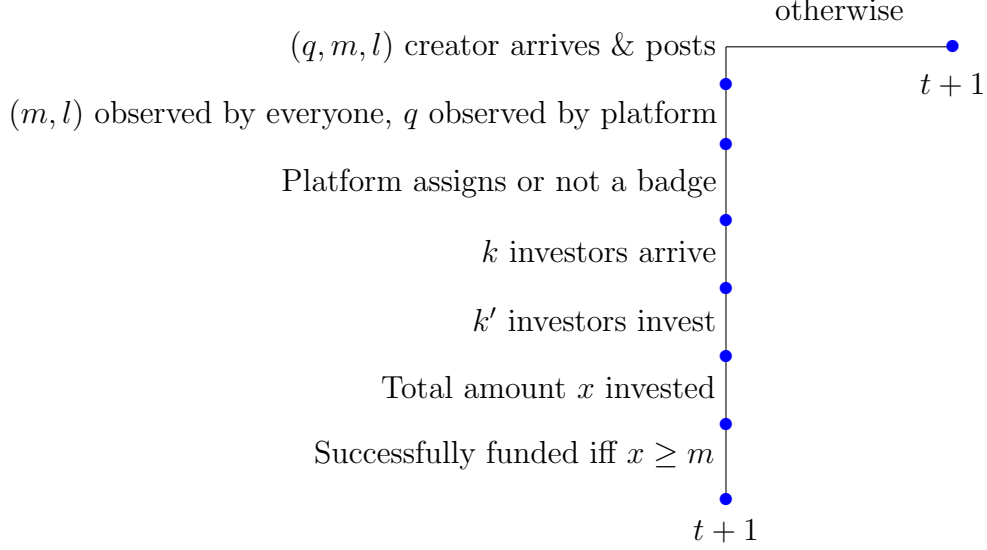 otherwise
(q, m, l) creator arrives & posts
t + 1
(m, l) observed by everyone, q observed by platform
Platform assigns or not a badge
k investors arrive
k′ investors invest
Total amount x invested
Successfully funded iff x ≥ m
t + 1